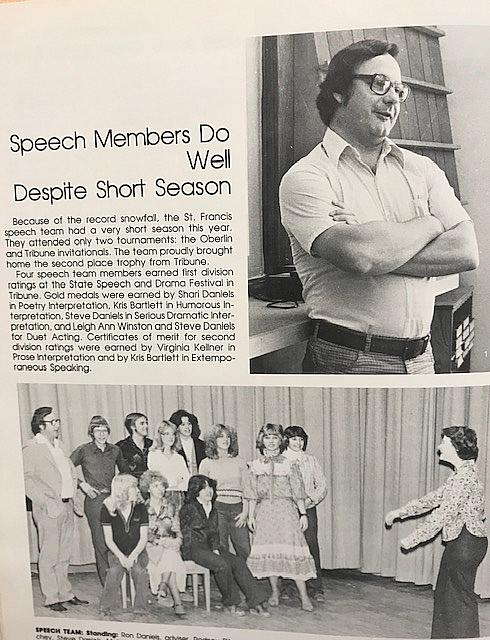 Speech Members Do
Well
Despite Short Season
Because of the record snowfall, the St. Francis
speech team had a very short season this year.
They attended only two tournaments: the Oberlin
and Tribune invitationals. The team proudly brought
home the second place trophy from Tribune.
Four speech team members earned first division
ratings at the State Speech and Drama Festival in
Tribune. Gold medals were earned by Shari Daniels
in Poetry Interpretation, Kris Bartlett in Humorous In-
terpretation, Steve Daniels in Serious Dramatic Inter-
pretation, and Leigh Ann Winston and Steve Daniels
for Duet Acting. Certificates of merit for second
division ratings were earned by Virginia Kellner in
Prose Interpretation and by Kris Bartlett in Extempo-
raneous Speaking.
1
SPEECH TEAM: Standing: Ron Daniels, adviser,
chey, Steve Daniels,